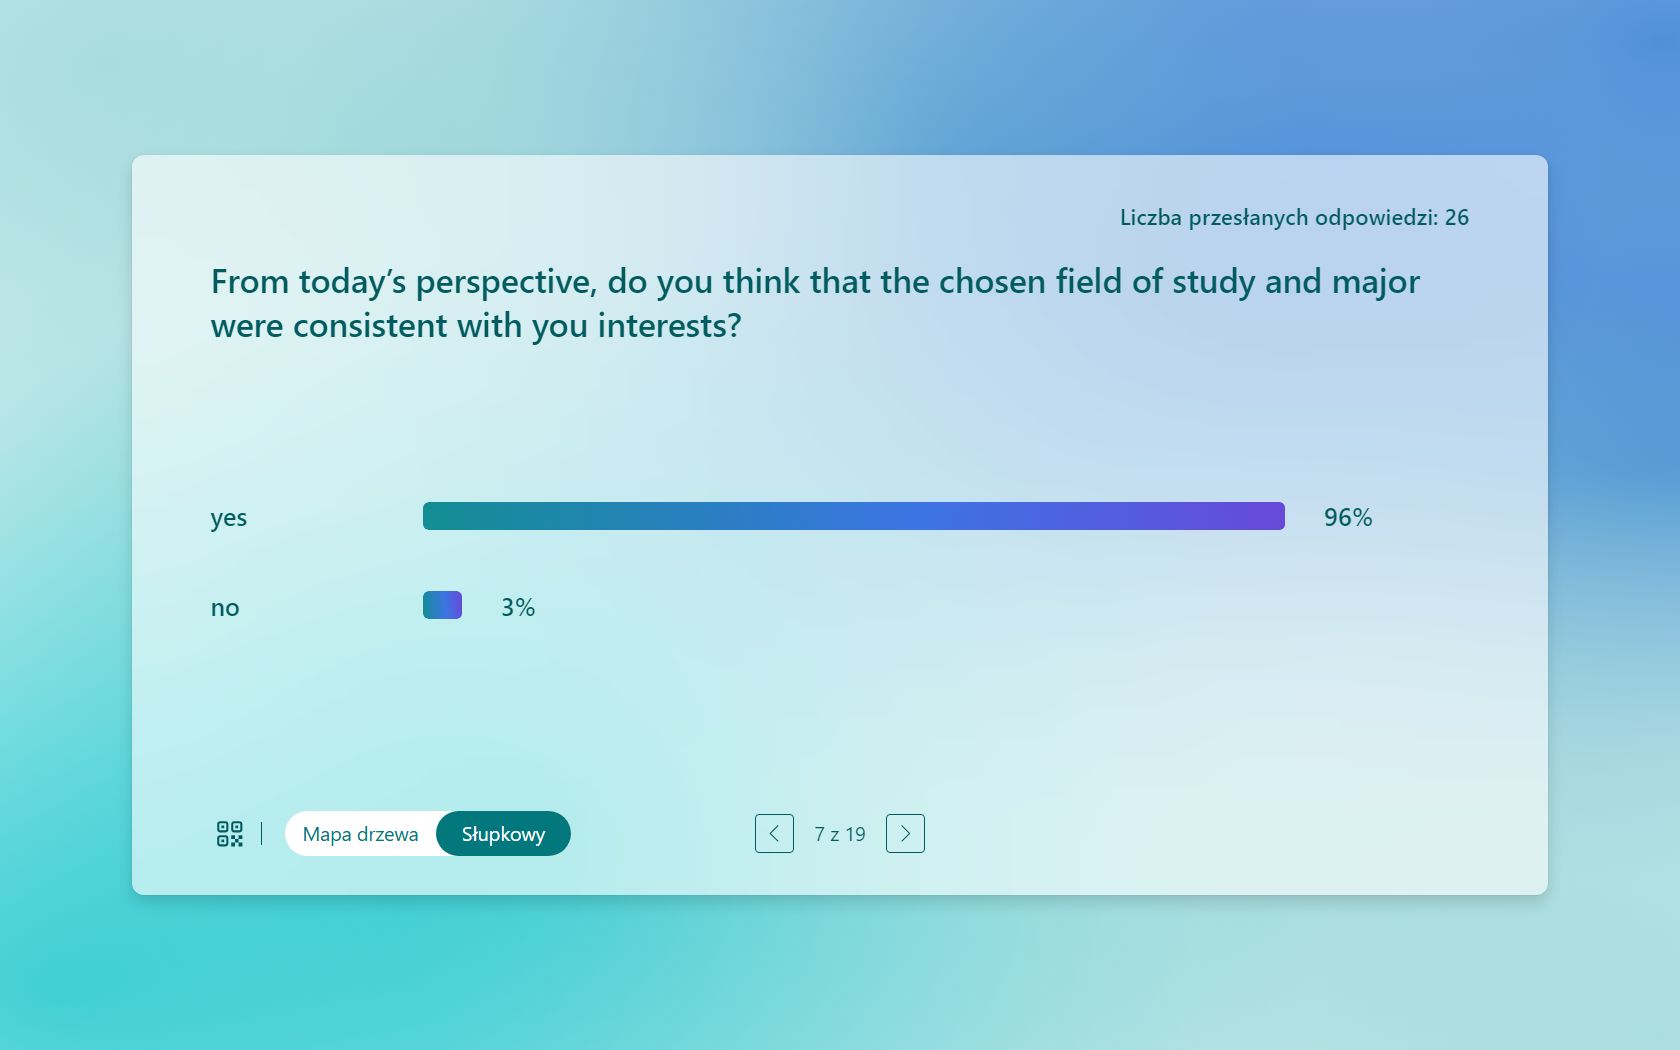 Liczba przesłanych odpowiedzi: 26
From today’s perspective, do you think that the chosen field of study and major
were consistent with you interests?
yes 96%
no 3%
Mapa drzewa Słupkowy 7 z 19